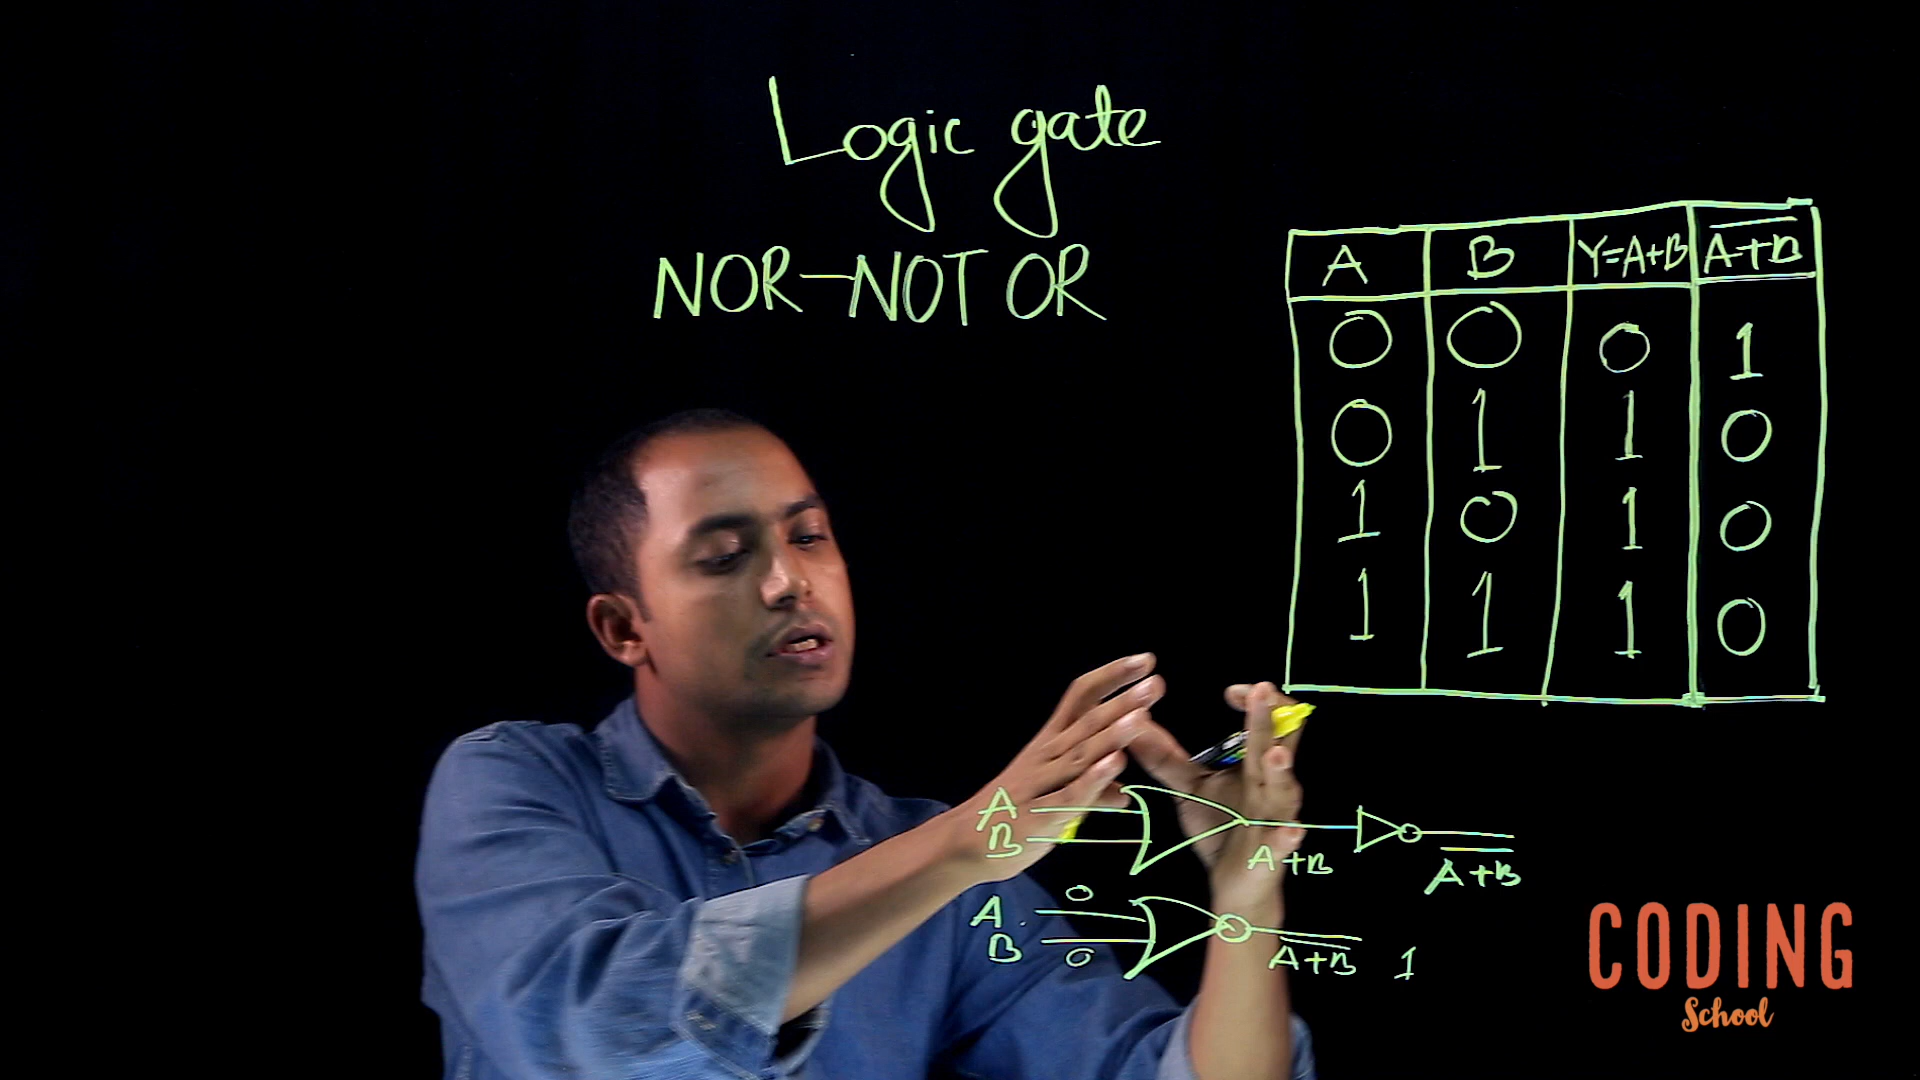 Logic gate
NOR-NOT OR
A B Y=A+B A̅+̅B̅
0 0 0 1
0 1 1 0
1 0 1 0
1 1 1 0
A
B
A+B
A̅+̅B̅
A 0
B 0
A̅+̅B̅ 1
CODING
School